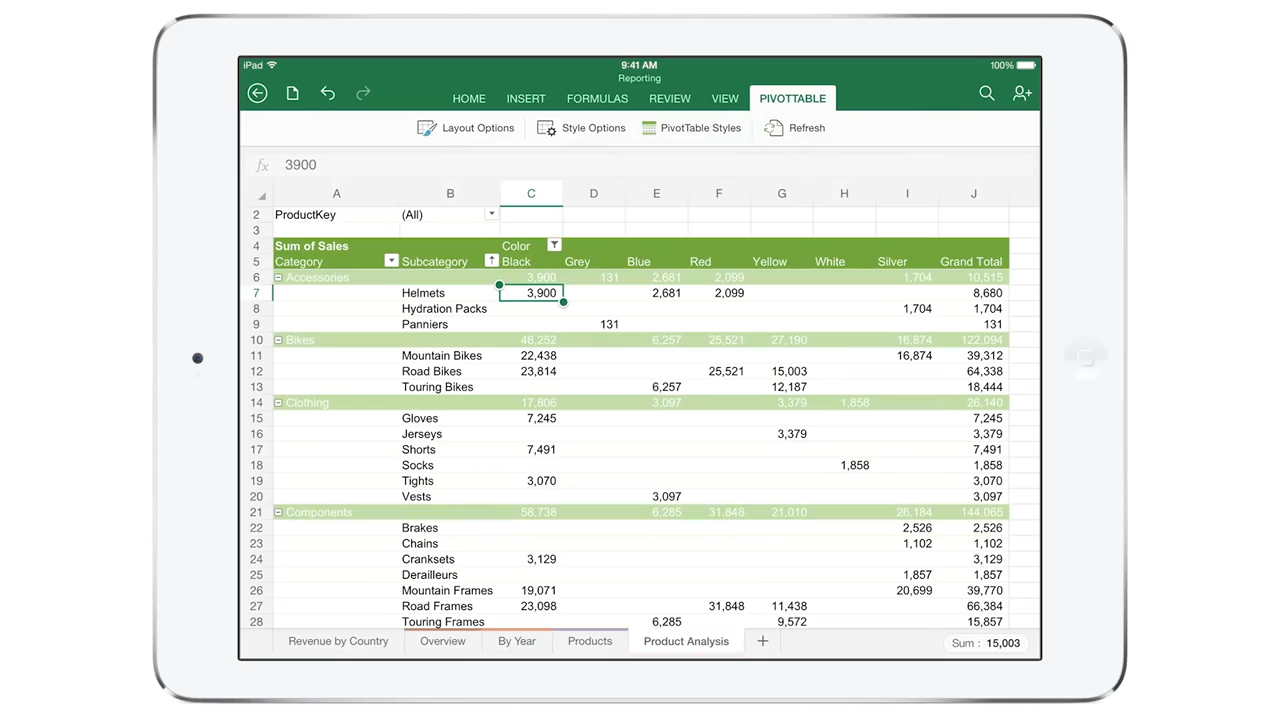 iPad 9:41 AM 100%
Reporting
HOME INSERT FORMULAS REVIEW VIEW PIVOTTABLE
Layout Options Style Options PivotTable Styles Refresh
fx 3900
A B C D E F G H I J
2 ProductKey (All)
3
4 Sum of Sales Color
5 Category Subcategory Black Grey Blue Red Yellow White Silver Grand Total
6 Accessories 3,900 131 2,681 2,099 1,704 10,515
7 Helmets 3,900 2,681 2,099 8,680
8 Hydration Packs 1,704 1,704
9 Panniers 131 131
10 Bikes 46,252 6,257 25,521 27,190 16,874 122,094
11 Mountain Bikes 22,438 16,874 39,312
12 Road Bikes 23,814 25,521 15,003 64,338
13 Touring Bikes 6,257 12,187 18,444
14 Clothing 17,806 3,097 3,379 1,858 26,140
15 Gloves 7,245 7,245
16 Jerseys 3,379 3,379
17 Shorts 7,491 7,491
18 Socks 1,858 1,858
19 Tights 3,070 3,070
20 Vests 3,097 3,097
21 Components 58,738 6,285 31,848 21,010 26,184 144,065
22 Brakes 2,526 2,526
23 Chains 1,102 1,102
24 Cranksets 3,129 3,129
25 Derailleurs 1,857 1,857
26 Mountain Frames 19,071 20,699 39,770
27 Road Frames 23,098 31,848 11,438 66,384
28 Touring Frames 6,285 9,572 15,857
Revenue by Country Overview By Year Products Product Analysis + Sum : 15,003